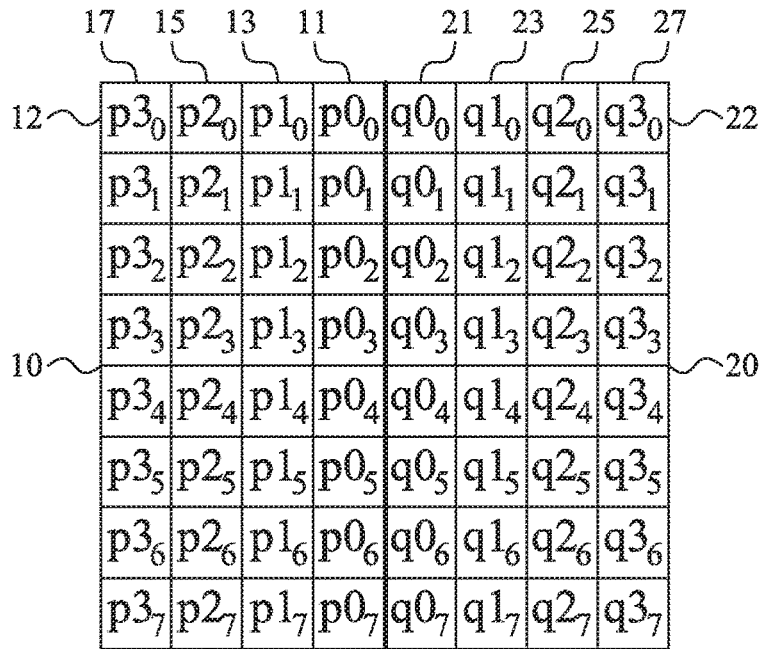 17 15 13 11 21 23 25 27
12 p3₀ p2₀ p1₀ p0₀ q0₀ q1₀ q2₀ q3₀ 22
p3₁ p2₁ p1₁ p0₁ q0₁ q1₁ q2₁ q3₁
p3₂ p2₂ p1₂ p0₂ q0₂ q1₂ q2₂ q3₂
p3₃ p2₃ p1₃ p0₃ q0₃ q1₃ q2₃ q3₃
10 20
p3₄ p2₄ p1₄ p0₄ q0₄ q1₄ q2₄ q3₄
p3₅ p2₅ p1₅ p0₅ q0₅ q1₅ q2₅ q3₅
p3₆ p2₆ p1₆ p0₆ q0₆ q1₆ q2₆ q3₆
p3₇ p2₇ p1₇ p0₇ q0₇ q1₇ q2₇ q3₇